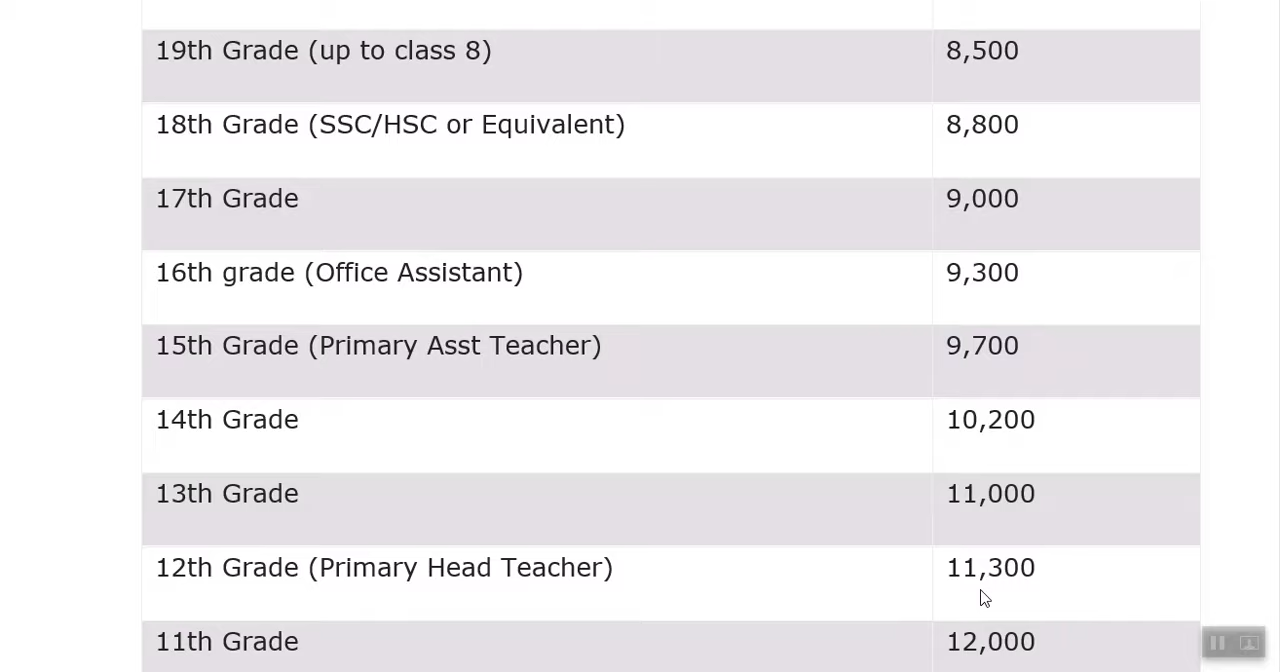 19th Grade (up to class 8) 8,500
18th Grade (SSC/HSC or Equivalent) 8,800
17th Grade 9,000
16th grade (Office Assistant) 9,300
15th Grade (Primary Asst Teacher) 9,700
14th Grade 10,200
13th Grade 11,000
12th Grade (Primary Head Teacher) 11,300
11th Grade 12,000